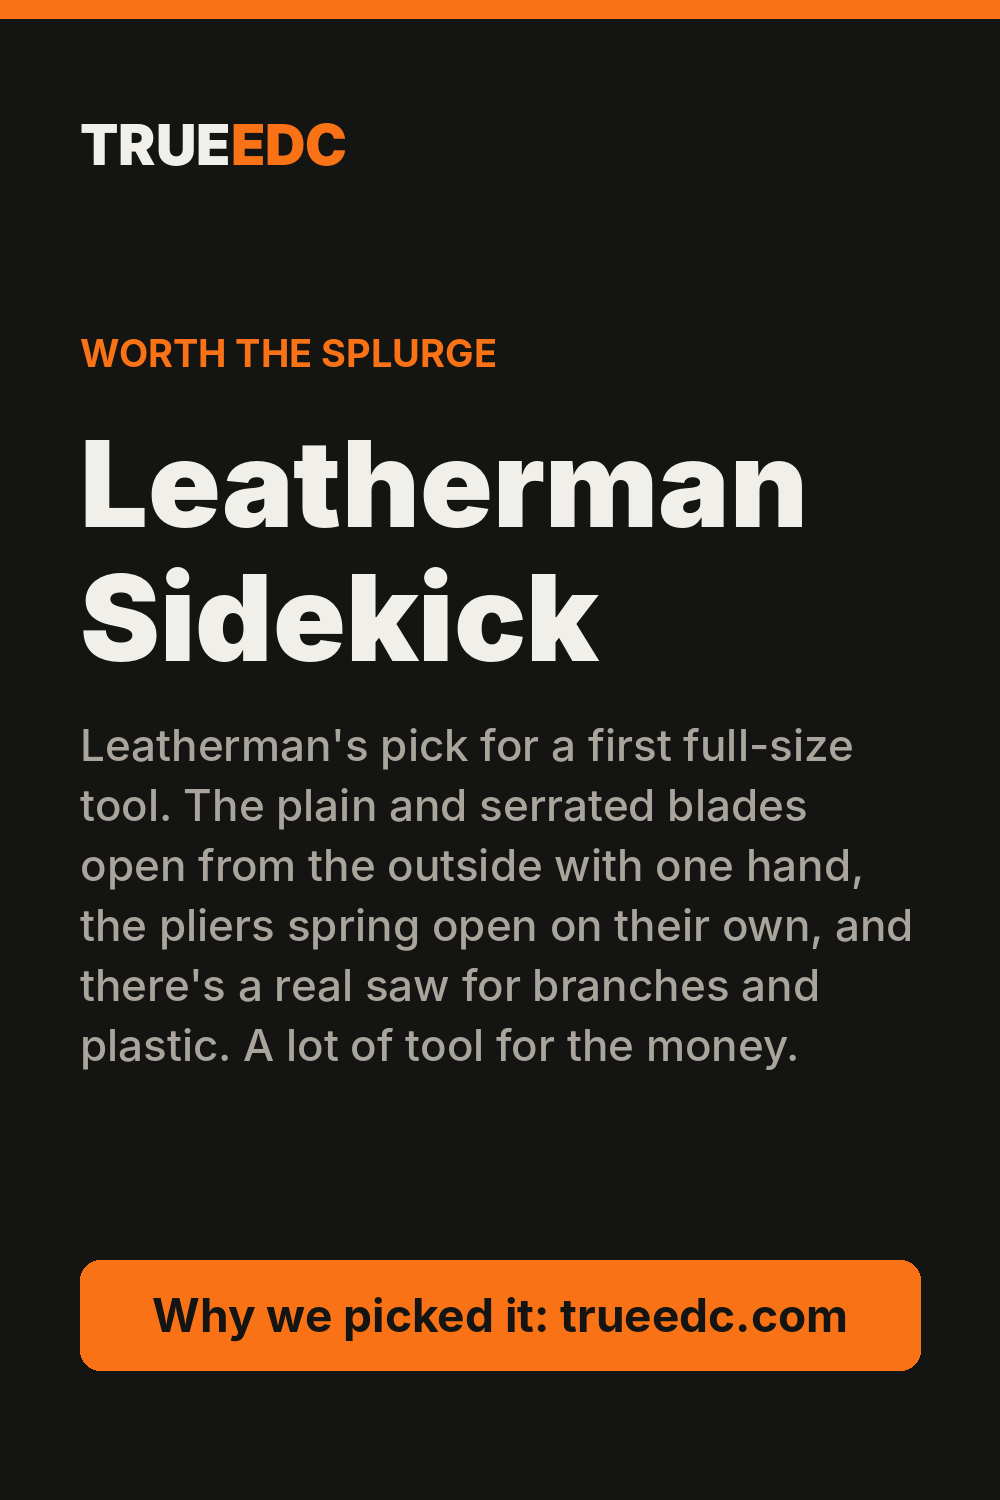 TRUEEDC
WORTH THE SPLURGE
Leatherman
Sidekick
Leatherman's pick for a first full-size
tool. The plain and serrated blades
open from the outside with one hand,
the pliers spring open on their own, and
there's a real saw for branches and
plastic. A lot of tool for the money.
Why we picked it: trueedc.com